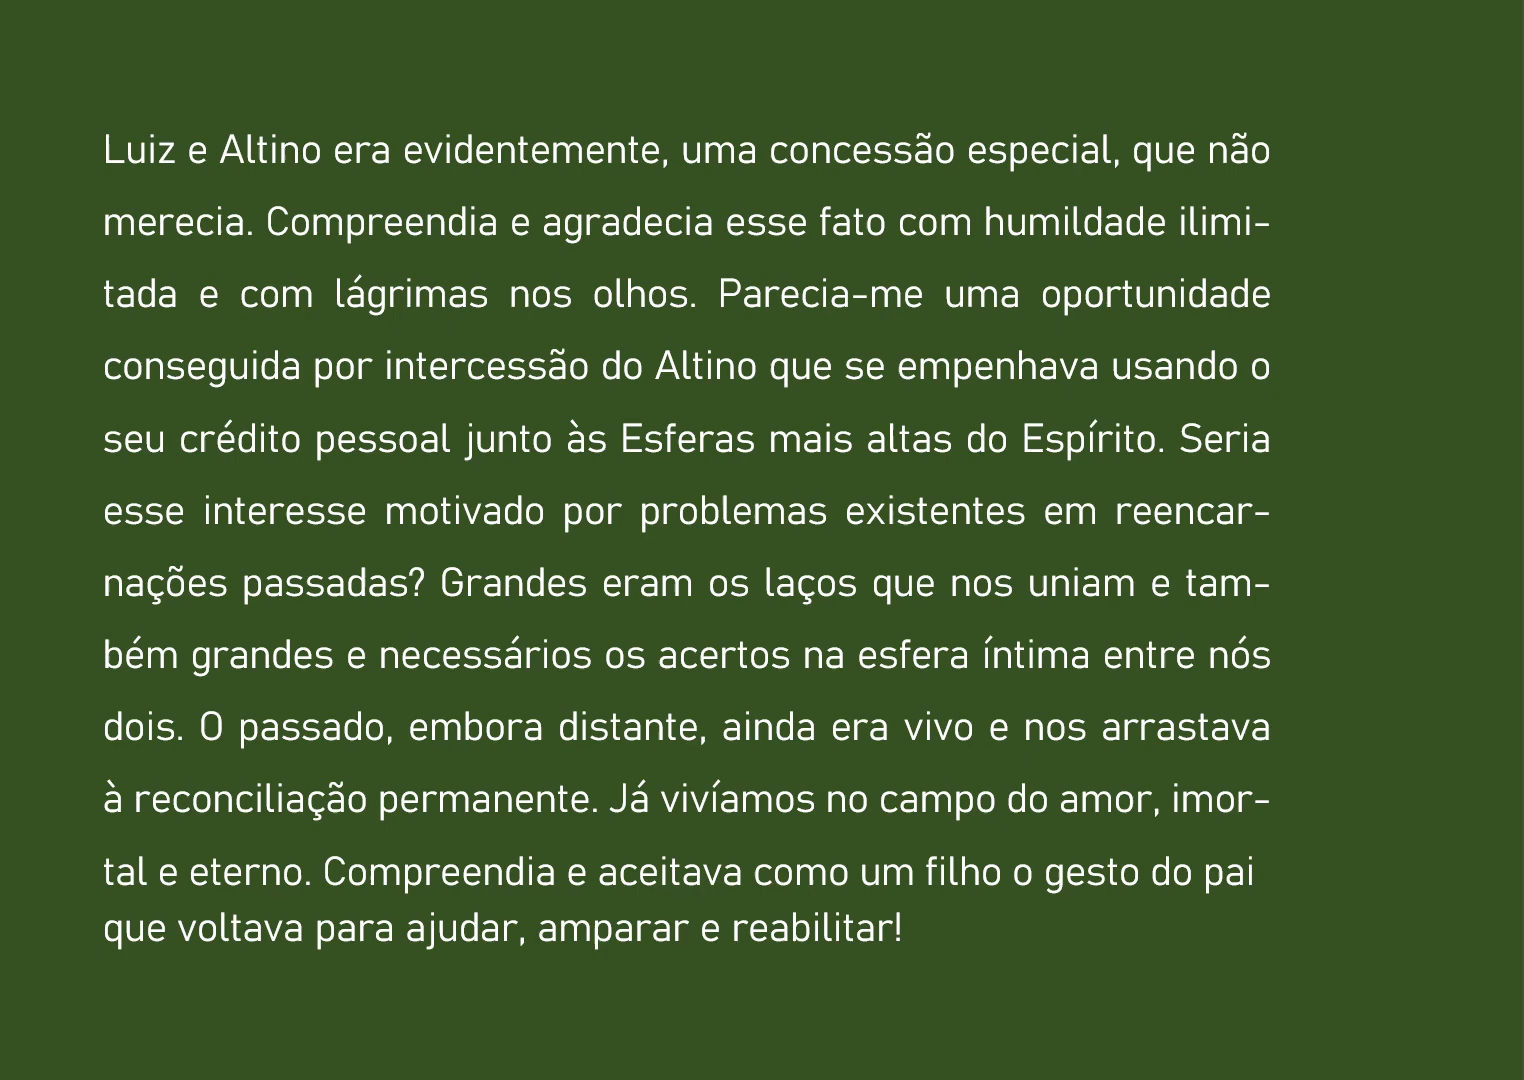 Luiz e Altino era evidentemente, uma concessão especial, que não
merecia. Compreendia e agradecia esse fato com humildade ilimi-
tada e com lágrimas nos olhos. Parecia-me uma oportunidade
conseguida por intercessão do Altino que se empenhava usando o
seu crédito pessoal junto às Esferas mais altas do Espírito. Seria
esse interesse motivado por problemas existentes em reencar-
nações passadas? Grandes eram os laços que nos uniam e tam-
bém grandes e necessários os acertos na esfera íntima entre nós
dois. O passado, embora distante, ainda era vivo e nos arrastava
à reconciliação permanente. Já vivíamos no campo do amor, imor-
tal e eterno. Compreendia e aceitava como um filho o gesto do pai
que voltava para ajudar, amparar e reabilitar!